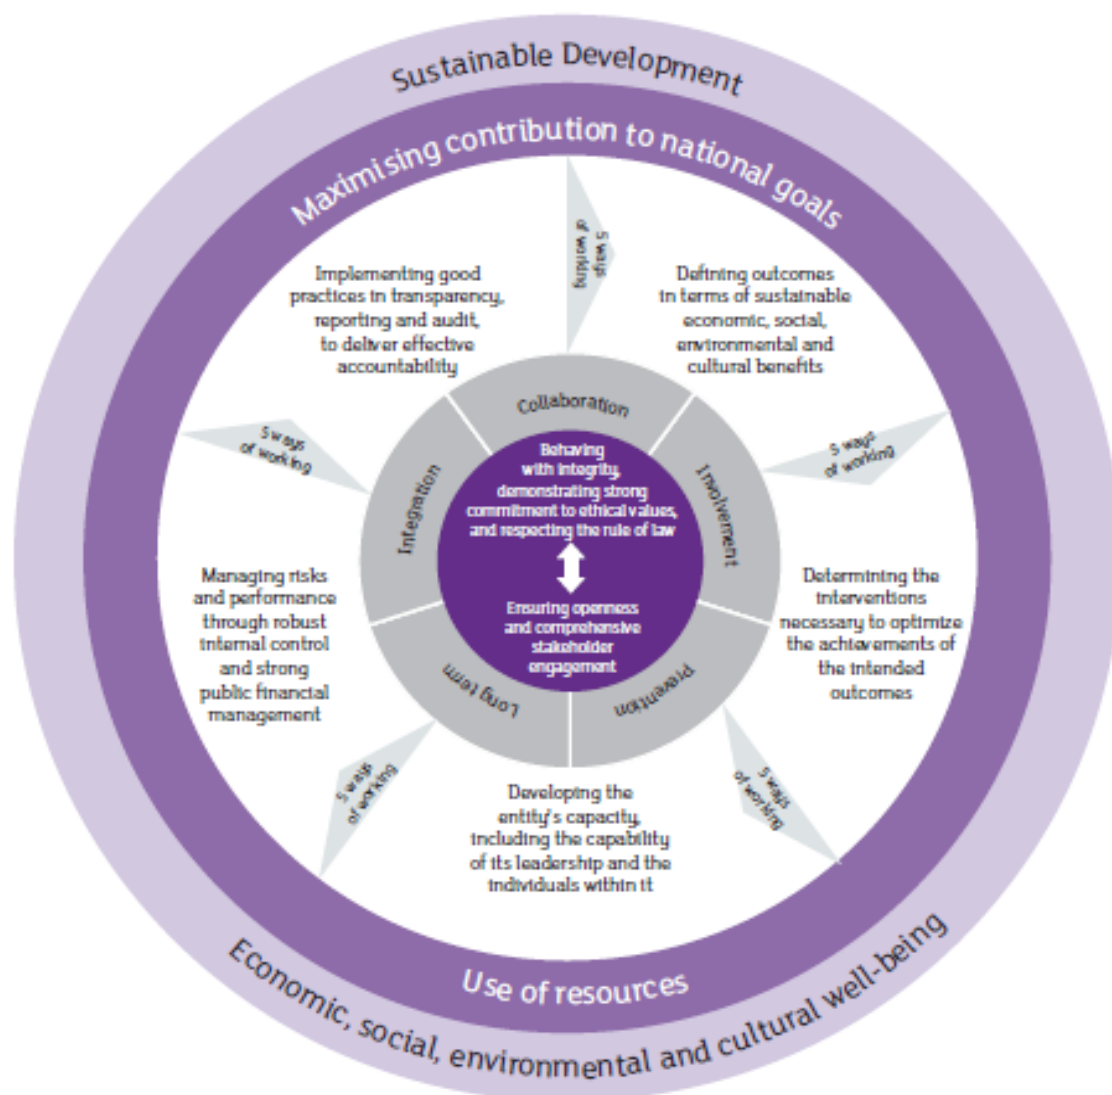 Sustainable Development
Maximising contribution to national goals
5 ways
of working
Implementing good
practices in transparency,
reporting and audit,
to deliver effective
accountability
Defining outcomes
in terms of sustainable
economic, social,
environmental and
cultural benefits
5 ways
of working
5 ways
of working
Collaboration
Integration
Involvement
Behaving
with integrity,
demonstrating strong
commitment to ethical values,
and respecting the rule of law
Ensuring openness
and comprehensive
stakeholder
engagement
Managing risks
and performance
through robust
internal control
and strong
public financial
management
Determining the
interventions
necessary to optimize
the achievements of
the intended
outcomes
Long term
Prevention
5 ways
of working
5 ways
of working
Developing the
entity's capacity,
including the capability
of its leadership and the
individuals within it
Use of resources
Economic, social, environmental and cultural well-being